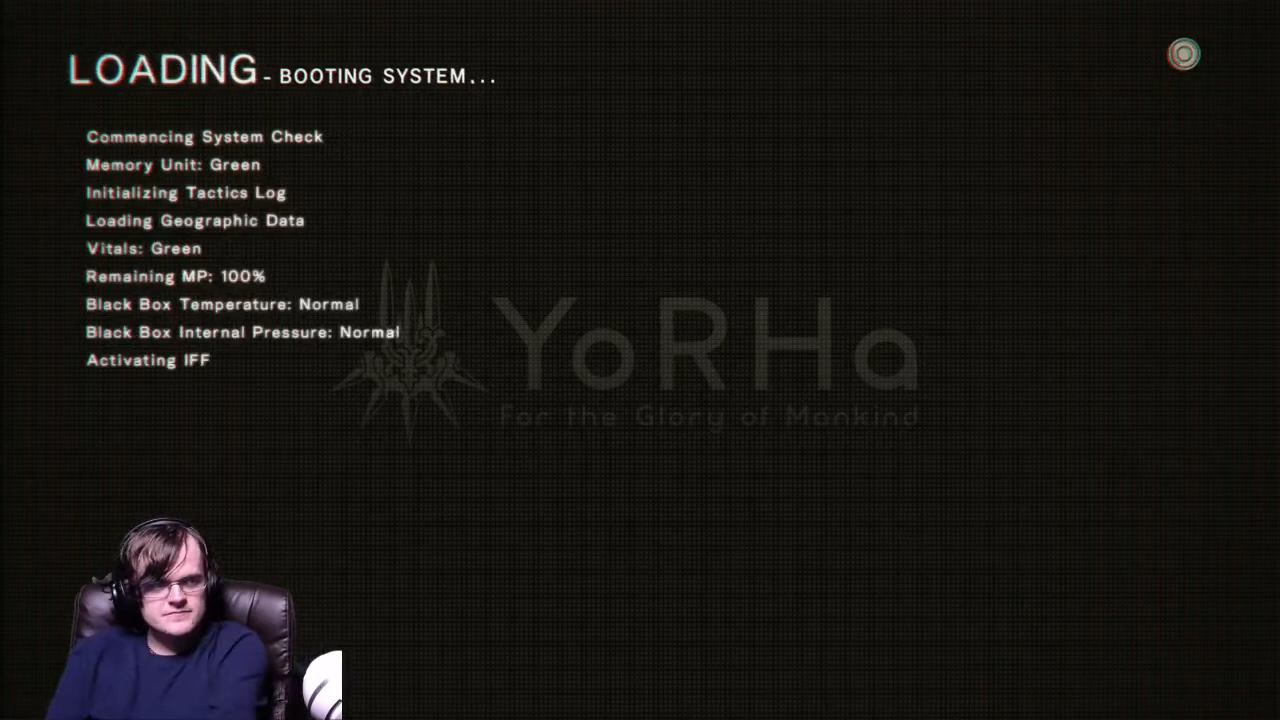 LOADING - BOOTING SYSTEM...
Commencing System Check
Memory Unit: Green
Initializing Tactics Log
Loading Geographic Data
Vitals: Green
Remaining MP: 100%
Black Box Temperature: Normal
Black Box Internal Pressure: Normal
Activating IFF
YoRHa
For the Glory of Mankind